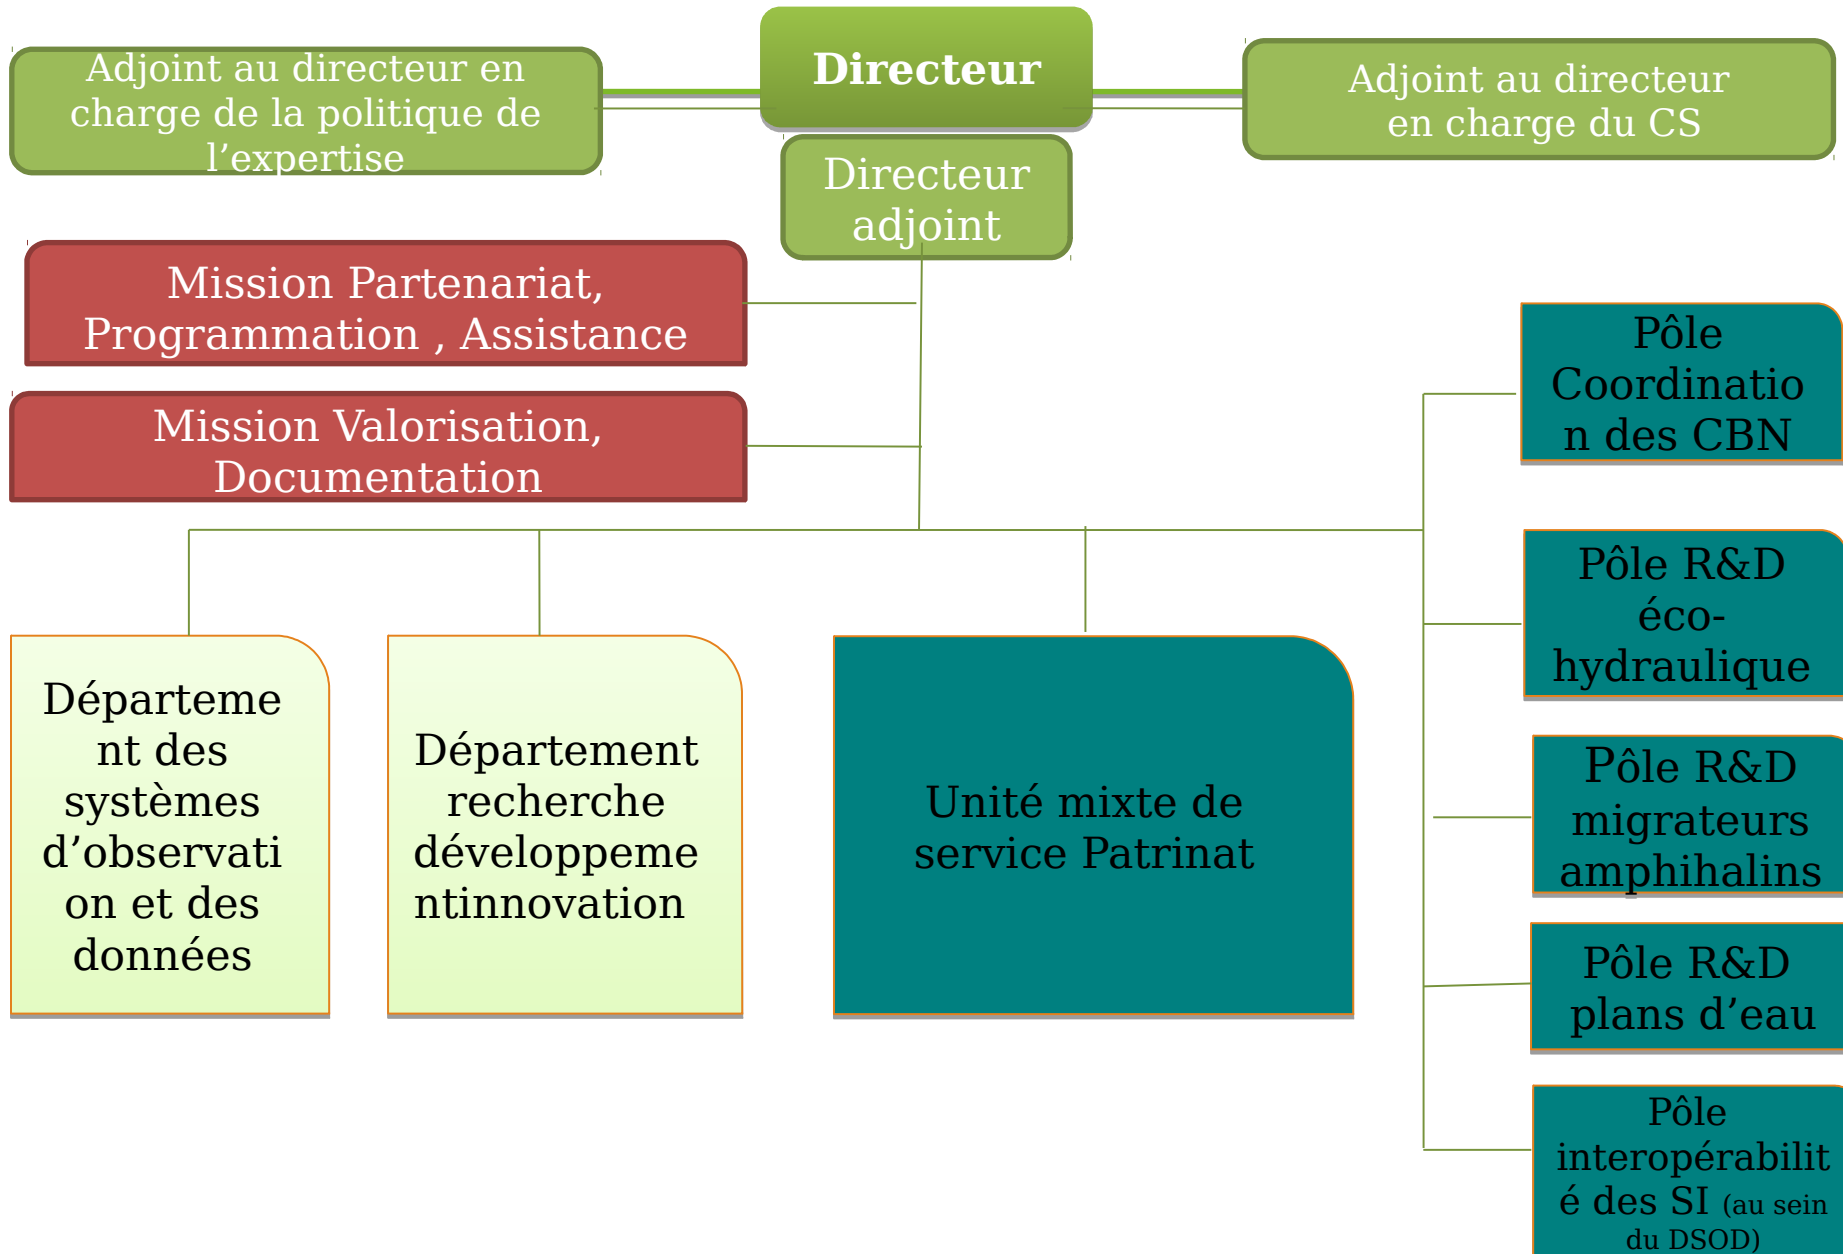 Adjoint au directeur en
charge de la politique de
l’expertise
Directeur
Adjoint au directeur
en charge du CS
Directeur
adjoint
Mission Partenariat,
Programmation , Assistance
Mission Valorisation,
Documentation
Départeme
nt des
systèmes
d’observati
on et des
données
Département
recherche
développeme
ntinnovation
Unité mixte de
service Patrinat
Pôle
Coordinatio
n des CBN
Pôle R&D
éco-
hydraulique
Pôle R&D
migrateurs
amphihalins
Pôle R&D
plans d’eau
Pôle
interopérabilit
é des SI (au sein
du DSOD)